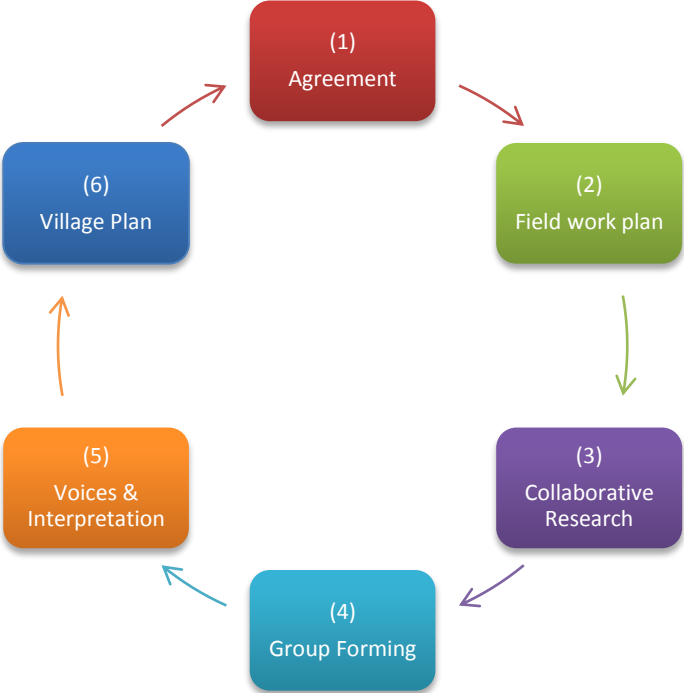 (1)
Agreement
(2)
Field work plan
(3)
Collaborative
Research
(4)
Group Forming
(5)
Voices &
Interpretation
(6)
Village Plan